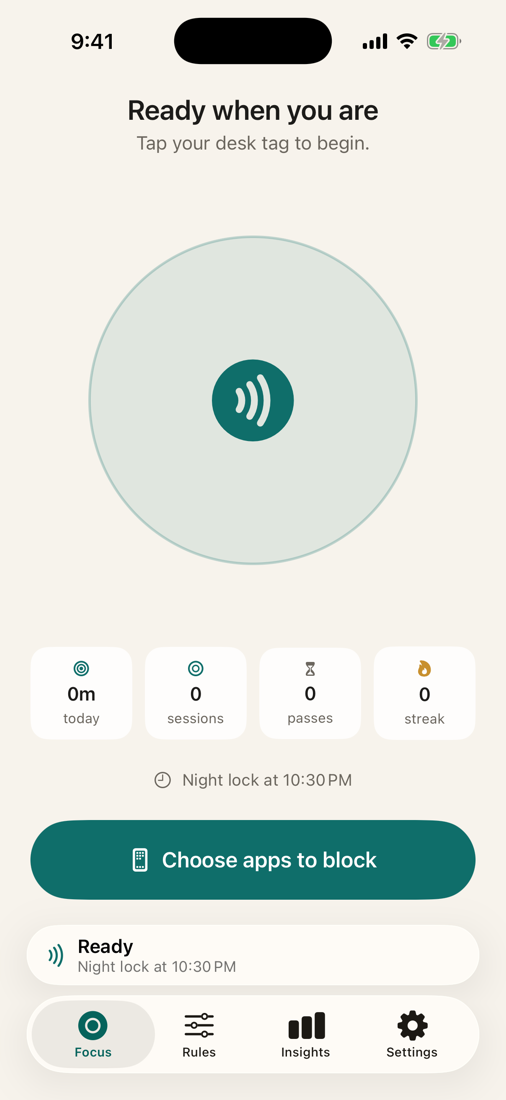 9:41
Ready when you are
Tap your desk tag to begin.
0m
today
0
sessions
0
passes
0
streak
Night lock at 10:30 PM
Choose apps to block
Ready
Night lock at 10:30 PM
Focus
Rules
Insights
Settings